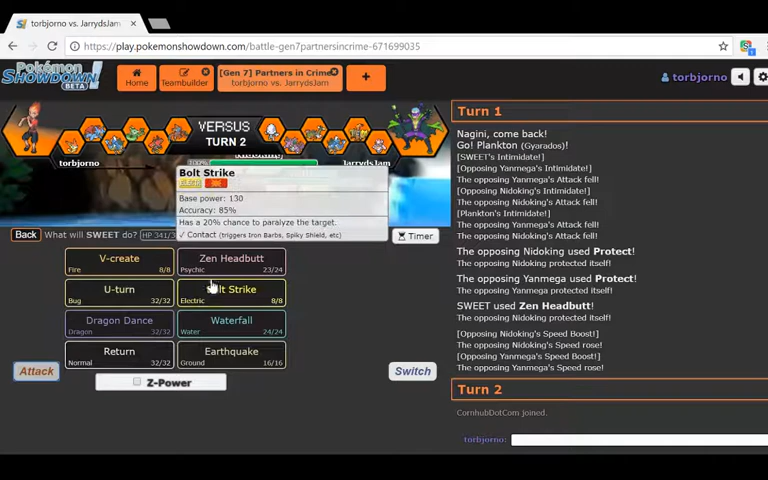 torbjorno vs. JarrydsJam
https://play.pokemonshowdown.com/battle-gen7partnersincrime-671699035
Pokémon
SHOWDOWN!
BETA
Home
Teambuilder
[Gen 7] Partners in Crime
torbjorno vs. JarrydsJam
torbjorno
VERSUS
TURN 2
torbjorno
JarrydsJam
100%
Bolt Strike
Base power: 130
Accuracy: 85%
Has a 20% chance to paralyze the target.
✓ Contact (triggers Iron Barbs, Spiky Shield, etc)
Back
What will SWEET do?
HP 341/3
Timer
V-create
Fire 8/8
Zen Headbutt
Psychic 23/24
U-turn
Bug 32/32
Bolt Strike
Electric 8/8
Dragon Dance
Dragon 32/32
Waterfall
Water 24/24
Return
Normal 32/32
Earthquake
Ground 16/16
Attack
Z-Power
Switch
Turn 1
Nagini, come back!
Go! Plankton (Gyarados)!
[SWEET's Intimidate!]
[Opposing Yanmega's Intimidate!]
The opposing Yanmega's Attack fell!
[Opposing Nidoking's Intimidate!]
The opposing Nidoking's Attack fell!
[Plankton's Intimidate!]
The opposing Yanmega's Attack fell!
The opposing Nidoking's Attack fell!
The opposing Nidoking used Protect!
The opposing Nidoking protected itself!
The opposing Yanmega used Protect!
The opposing Yanmega protected itself!
SWEET used Zen Headbutt!
The opposing Nidoking protected itself!
[Opposing Nidoking's Speed Boost!]
The opposing Nidoking's Speed rose!
[Opposing Yanmega's Speed Boost!]
The opposing Yanmega's Speed rose!
Turn 2
CornhubDotCom joined.
torbjorno: